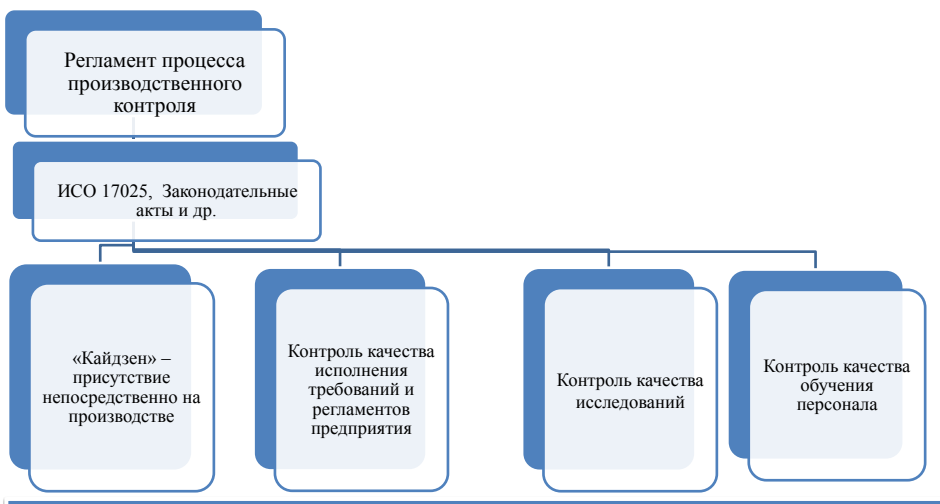 Регламент процесса
производственного
контроля
ИСО 17025, Законодательные
акты и др.
«Кайдзен» –
присутствие
непосредственно на
производстве
Контроль качества
исполнения
требований и
регламентов
предприятия
Контроль качества
исследований
Контроль качества
обучения
персонала